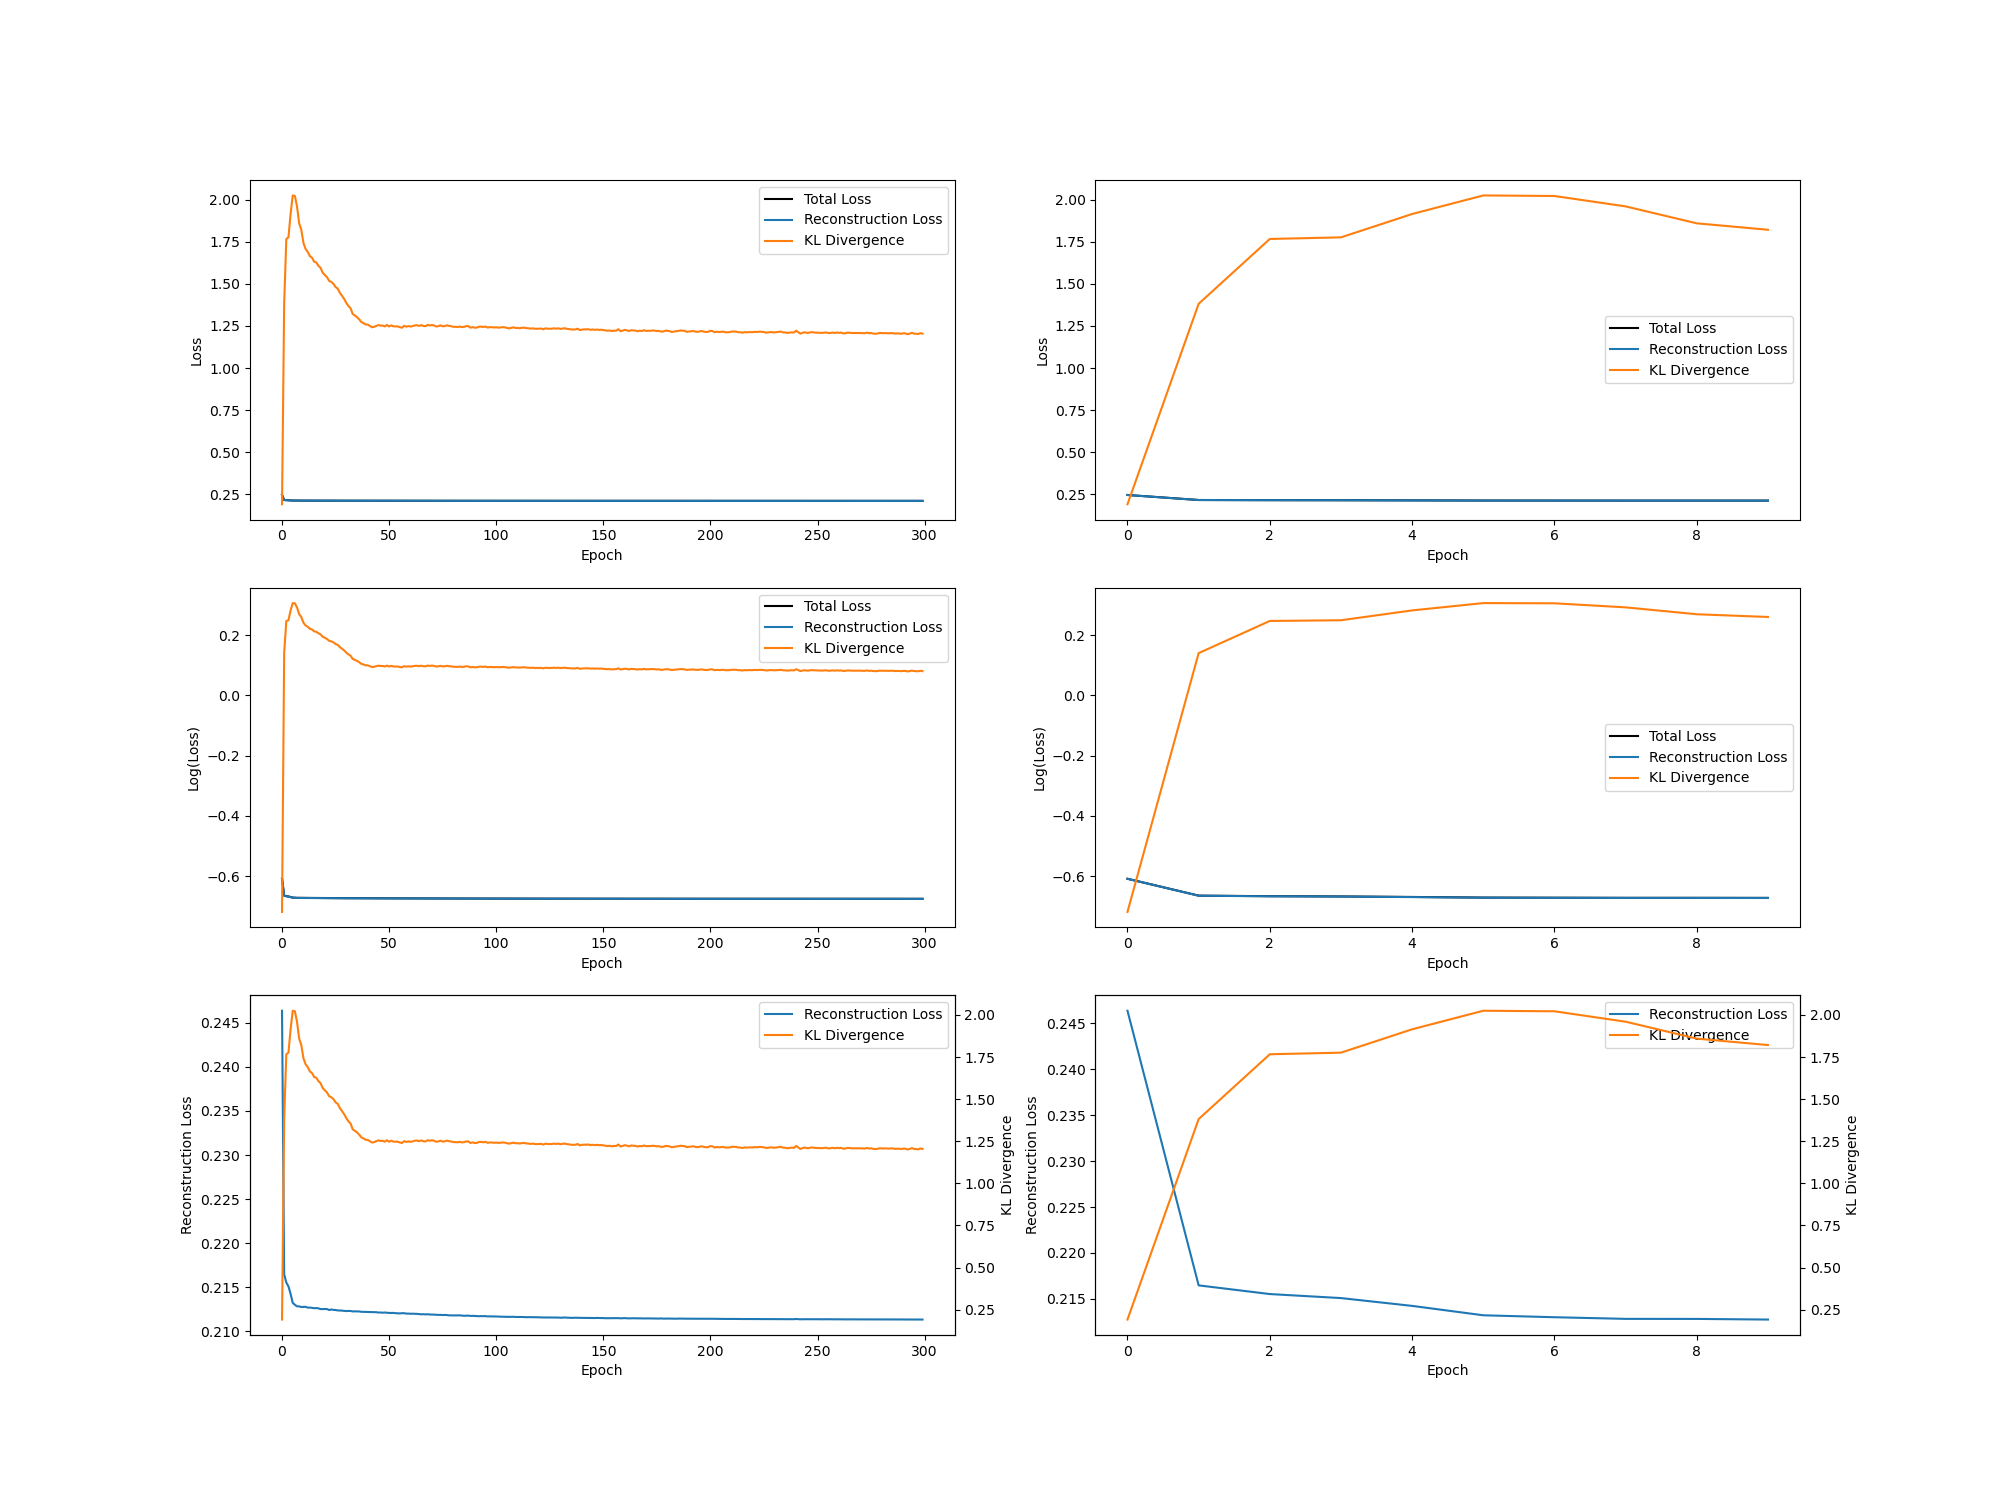 2.00
1.75
1.50
1.25
1.00
0.75
0.50
0.25
Loss
0 50 100 150 200 250 300
Epoch
Total Loss
Reconstruction Loss
KL Divergence
2.00
1.75
1.50
1.25
1.00
0.75
0.50
0.25
Loss
0 2 4 6 8
Epoch
Total Loss
Reconstruction Loss
KL Divergence
0.2
0.0
−0.2
−0.4
−0.6
Log(Loss)
0 50 100 150 200 250 300
Epoch
Total Loss
Reconstruction Loss
KL Divergence
0.2
0.0
−0.2
−0.4
−0.6
Log(Loss)
0 2 4 6 8
Epoch
Total Loss
Reconstruction Loss
KL Divergence
0.245
0.240
0.235
0.230
0.225
0.220
0.215
0.210
Reconstruction Loss
0 50 100 150 200 250 300
Epoch
Reconstruction Loss
KL Divergence
2.00
1.75
1.50
1.25
1.00
0.75
0.50
0.25
KL Divergence
0.245
0.240
0.235
0.230
0.225
0.220
0.215
Reconstruction Loss
0 2 4 6 8
Epoch
Reconstruction Loss
KL Divergence
2.00
1.75
1.50
1.25
1.00
0.75
0.50
0.25
KL Divergence